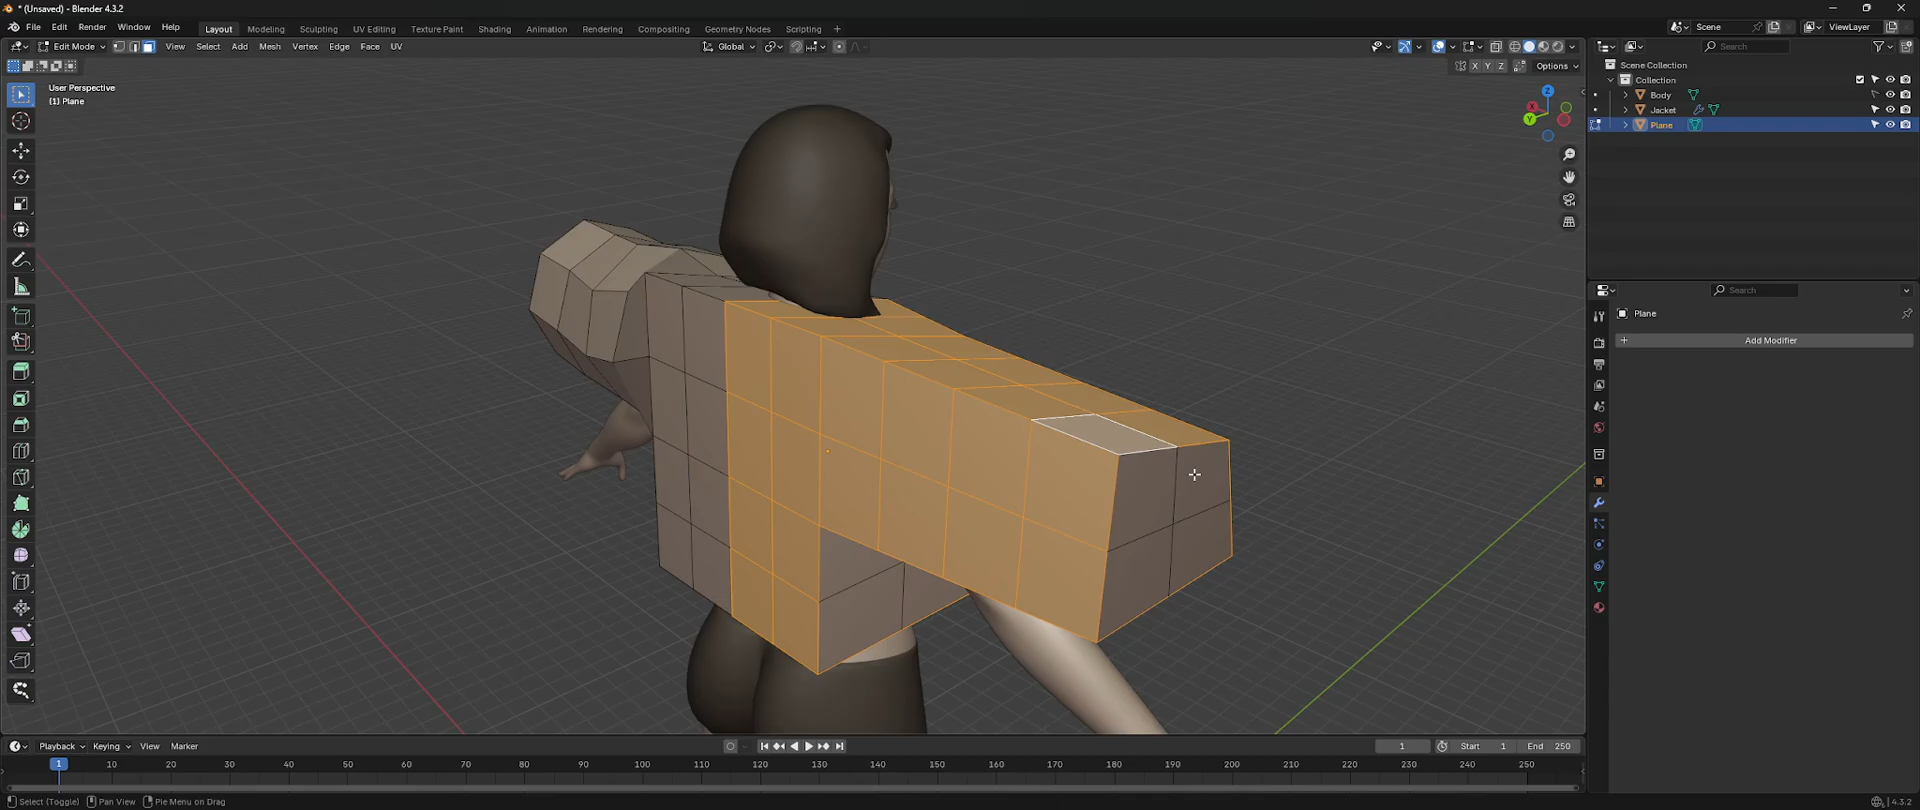 * (Unsaved) - Blender 4.3.2
File Edit Render Window Help Layout Modeling Sculpting UV Editing Texture Paint Shading Animation Rendering Compositing Geometry Nodes Scripting + Scene ViewLayer
Edit Mode View Select Add Mesh Vertex Edge Face UV Global Search
X Y Z Options
Scene Collection
Collection
Body
Jacket
Plane
User Perspective
(1) Plane
Z
X
Y
Search
Plane
+ Add Modifier
Playback Keying View Marker 1 Start 1 End 250
1 10 20 30 40 50 60 70 80 90 100 110 120 130 140 150 160 170 180 190 200 210 220 230 240 250
Select (Toggle) Pan View Pie Menu on Drag 4.3.2